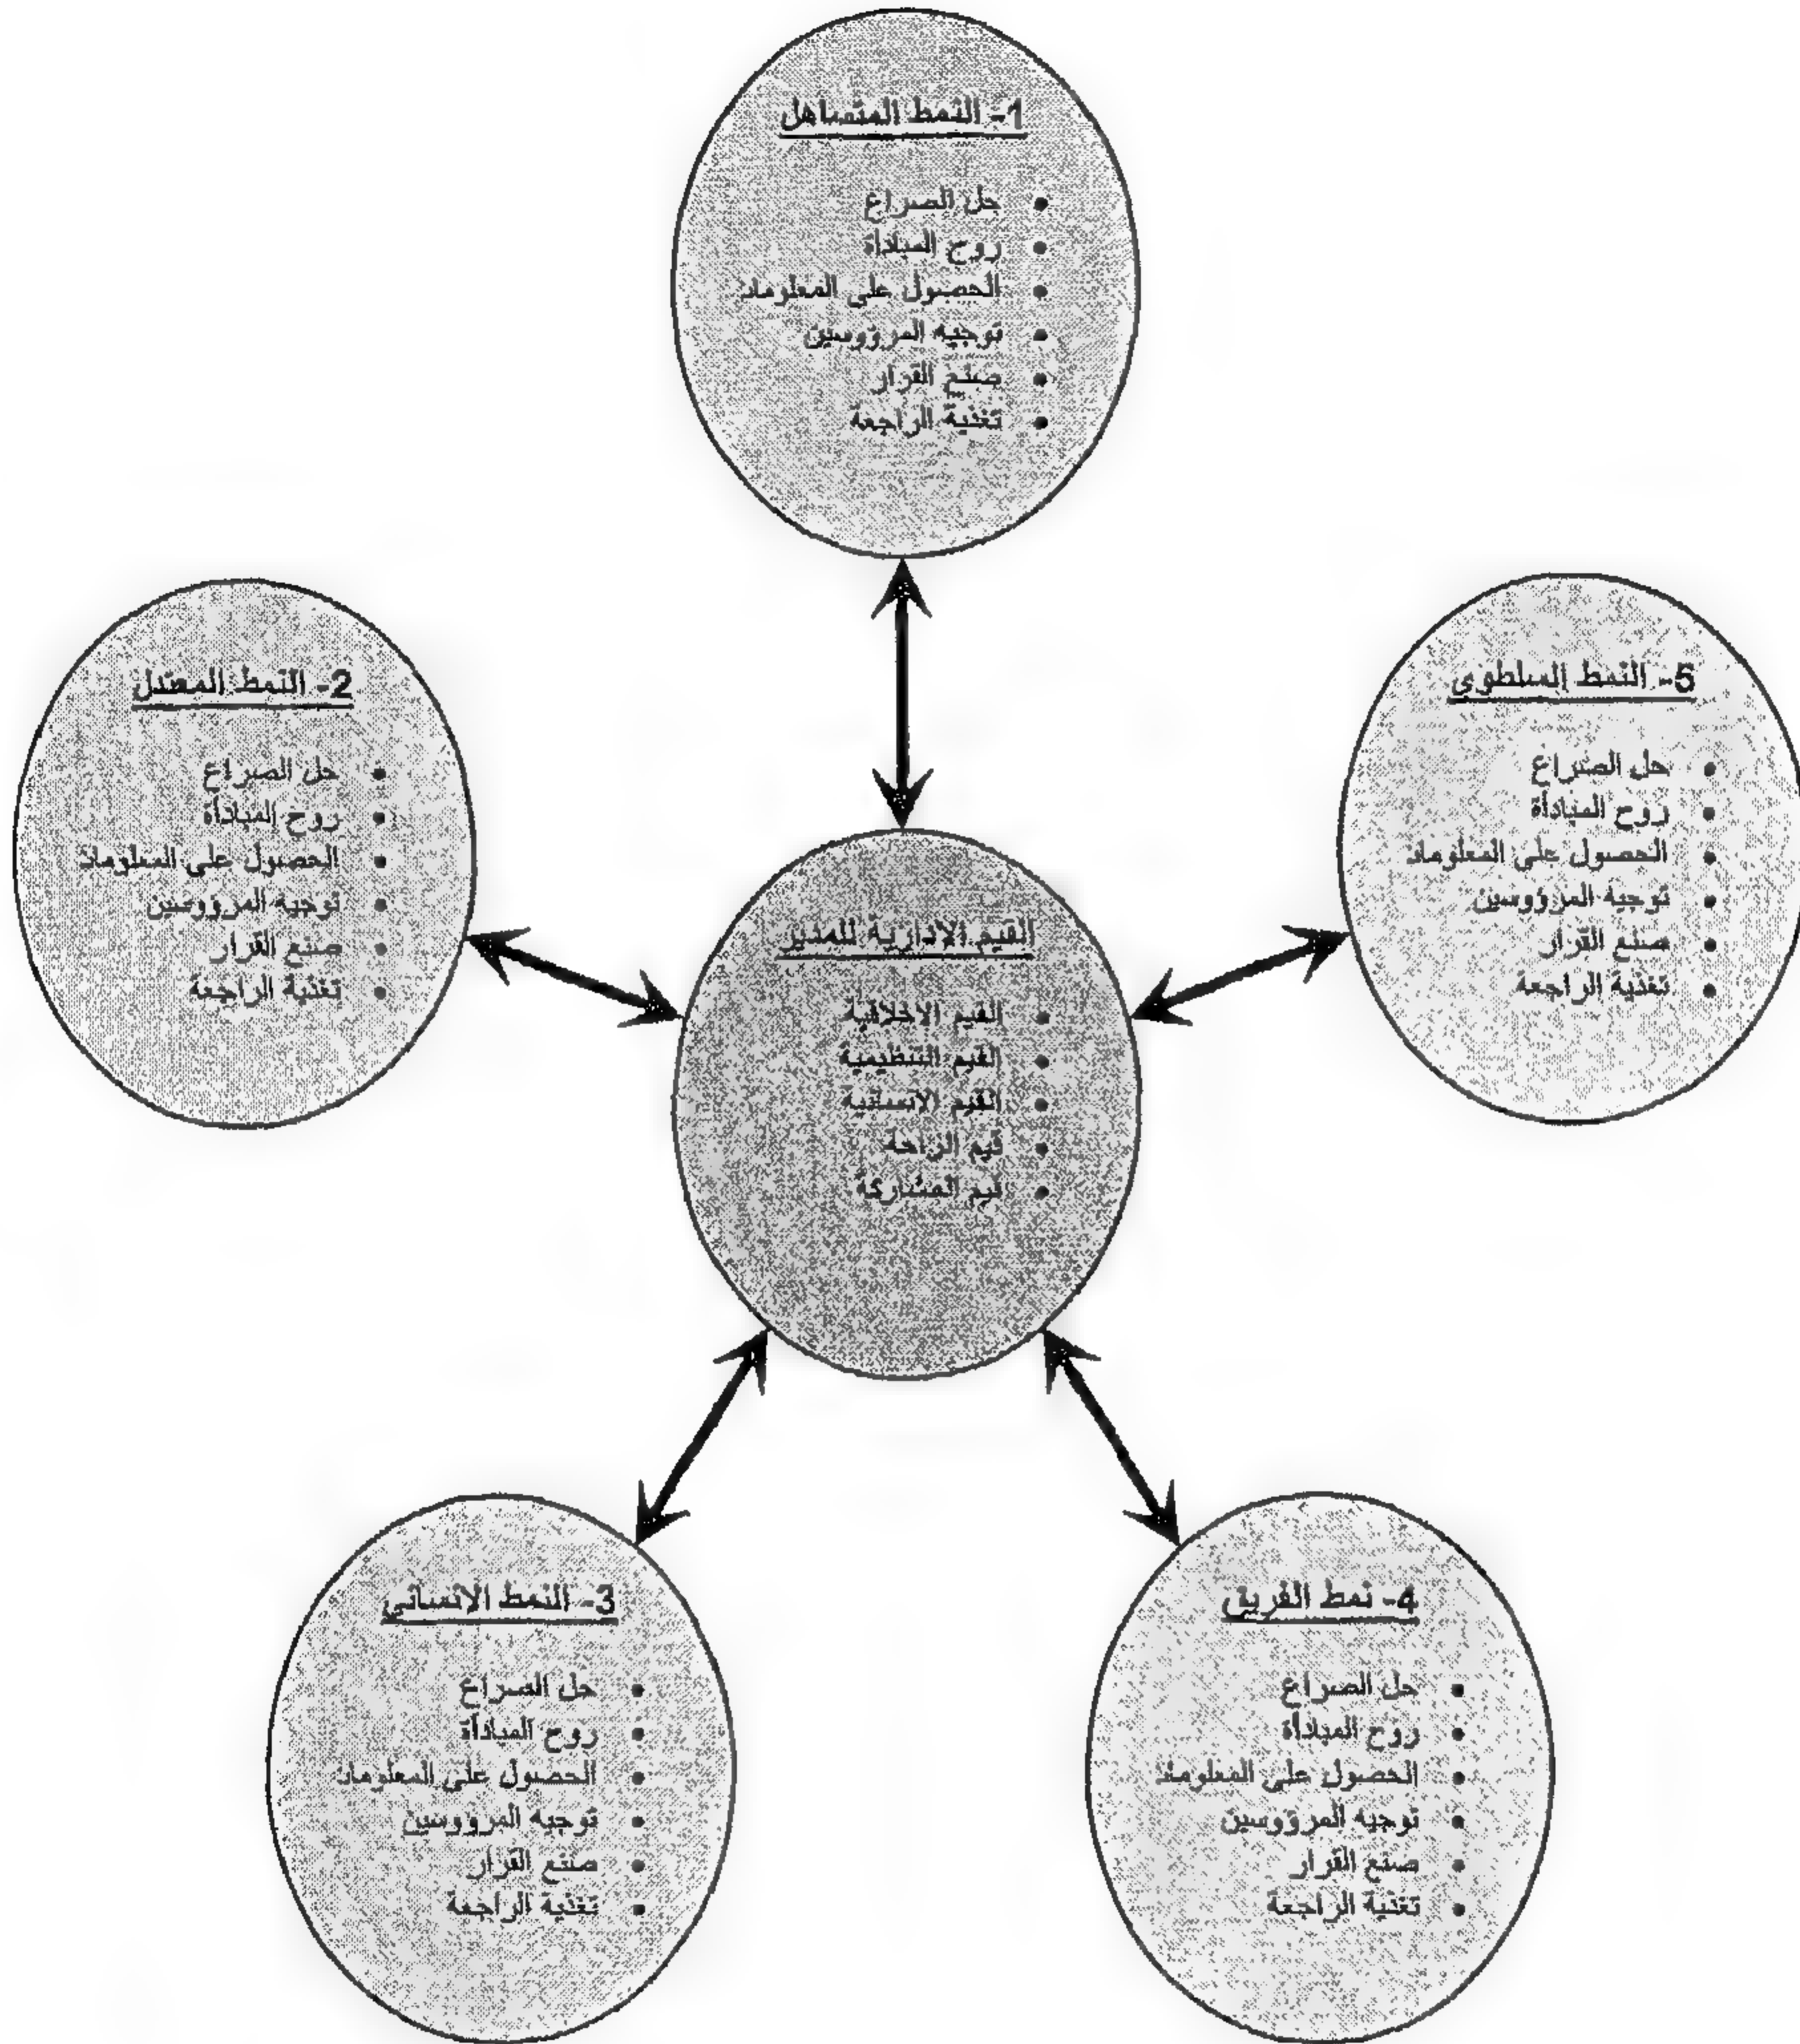 1- النمط المتساهل
• حل الصراع
• روح المبادأة
• الحصول على المعلومات
• توجيه المرؤوسين
• صنع القرار
• تغذية الراجعة
2- النمط المعتدل
• حل الصراع
• روح المبادأة
• الحصول على المعلومات
• توجيه المرؤوسين
• صنع القرار
• تغذية الراجعة
5- النمط السلطوي
• حل الصراع
• روح المبادأة
• الحصول على المعلومات
• توجيه المرؤوسين
• صنع القرار
• تغذية الراجعة
القيم الادارية للمدير
• القيم الاخلاقية
• القيم التنظيمية
• القيم الانسانية
• قيم الراحة
• قيم المشاركة
3- النمط الانساني
• حل الصراع
• روح المبادأة
• الحصول على المعلومات
• توجيه المرؤوسين
• صنع القرار
• تغذية الراجعة
4- نمط الفريق
• حل الصراع
• روح المبادأة
• الحصول على المعلومات
• توجيه المرؤوسين
• صنع القرار
• تغذية الراجعة